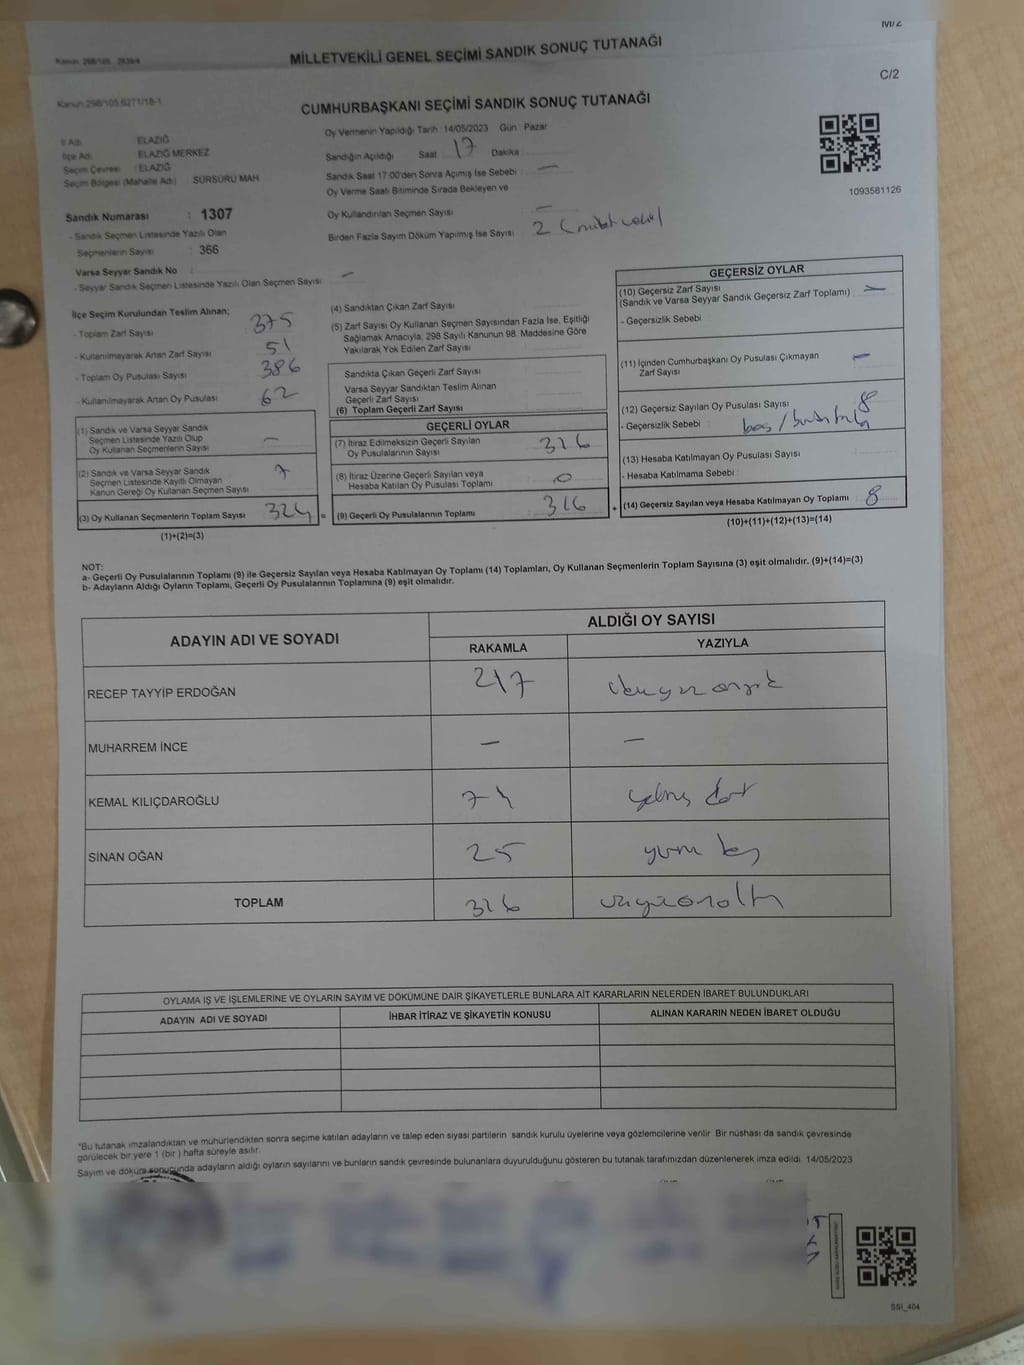 M1/2
Kanun: 298/105, 2839/4
MİLLETVEKİLİ GENEL SEÇİMİ SANDIK SONUÇ TUTANAĞI
C/2
Kanun:298/105,6271/18-1
CUMHURBAŞKANI SEÇİMİ SANDIK SONUÇ TUTANAĞI
İl Adı : ELAZIĞ
İlçe Adı : ELAZIĞ MERKEZ
Seçim Çevresi : ELAZIĞ
Seçim Bölgesi (Mahalle Adı) : SÜRSÜRÜ MAH
Sandık Numarası : 1307
- Sandık Seçmen Listesinde Yazılı Olan
Seçmenlerin Sayısı : 366
Varsa Seyyar Sandık No :
- Seyyar Sandık Seçmen Listesinde Yazılı Olan Seçmen Sayısı : —
Oy Vermenin Yapıldığı Tarih :14/05/2023 Gün : Pazar
Sandığın Açıldığı Saat : 17 Dakika :
Sandık Saat 17:00'den Sonra Açımış İse Sebebi : —
Oy Verme Saati Bitiminde Sırada Bekleyen ve
Oy Kullandırılan Seçmen Sayısı : —
Birden Fazla Sayım Döküm Yapılmış İse Sayısı : 2
1093581126
İlçe Seçim Kurulundan Teslim Alınan;
- Toplam Zarf Sayısı : 375
- Kullanılmayarak Artan Zarf Sayısı : 51
- Toplam Oy Pusulası Sayısı : 386
- Kullanılmayarak Artan Oy Pusulası : 62
(1) Sandık ve Varsa Seyyar Sandık
Seçmen Listesinde Yazılı Olup
Oy Kullanan Seçmenlerin Sayısı : —
(2) Sandık ve Varsa Seyyar Sandık
Seçmen Listesinde Kayıtlı Olmayan
Kanun Gereği Oy Kullanan Seçmen Sayısı : 7
(3) Oy Kullanan Seçmenlerin Toplam Sayısı : 324 =
(1)+(2)=(3)
(4) Sandıktan Çıkan Zarf Sayısı :
(5) Zarf Sayısı Oy Kullanan Seçmen Sayısından Fazla İse, Eşitliği
Sağlamak Amacıyla, 298 Sayılı Kanunun 98. Maddesine Göre
Yakılarak Yok Edilen Zarf Sayısı :
Sandıkta Çıkan Geçerli Zarf Sayısı :
Varsa Seyyar Sandıktan Teslim Alınan
Geçerli Zarf Sayısı :
(6) Toplam Geçerli Zarf Sayısı :
GEÇERLİ OYLAR
(7) İtiraz Edilmeksizin Geçerli Sayılan
Oy Pusulalarının Sayısı : 316
(8) İtiraz Üzerine Geçerli Sayılan veya
Hesaba Katılan Oy Pusulası Toplamı : 0
(9) Geçerli Oy Pusulalarının Toplamı : 316 +
GEÇERSİZ OYLAR
(10) Geçersiz Zarf Sayısı
(Sandık ve Varsa Seyyar Sandık Geçersiz Zarf Toplamı) : —
- Geçersizlik Sebebi :
(11) İçinden Cumhurbaşkanı Oy Pusulası Çıkmayan
Zarf Sayısı : —
(12) Geçersiz Sayılan Oy Pusulası Sayısı : 8
- Geçersizlik Sebebi : boş /
(13) Hesaba Katılmayan Oy Pusulası Sayısı :
- Hesaba Katılmama Sebebi :
(14) Geçersiz Sayılan veya Hesaba Katılmayan Oy Toplamı : 8
(10)+(11)+(12)+(13)=(14)
NOT:
a- Geçerli Oy Pusulalarının Toplamı (9) ile Geçersiz Sayılan veya Hesaba Katılmayan Oy Toplamı (14) Toplamları, Oy Kullanan Seçmenlerin Toplam Sayısına (3) eşit olmalıdır. (9)+(14)=(3)
b- Adayların Aldığı Oyların Toplamı, Geçerli Oy Pusulalarının Toplamına (9) eşit olmalıdır.
ADAYIN ADI VE SOYADI ALDIĞI OY SAYISI
RAKAMLA YAZIYLA
RECEP TAYYİP ERDOĞAN 217
MUHARREM İNCE — —
KEMAL KILIÇDAROĞLU 74 yetmiş dört
SİNAN OĞAN 25 yirmi beş
TOPLAM 316 üçyüzonaltı
OYLAMA İŞ VE İŞLEMLERİNE VE OYLARIN SAYIM VE DÖKÜMÜNE DAİR ŞİKAYETLERLE BUNLARA AİT KARARLARIN NELERDEN İBARET BULUNDUKLARI
ADAYIN ADI VE SOYADI İHBAR İTİRAZ VE ŞİKAYETİN KONUSU ALINAN KARARIN NEDEN İBARET OLDUĞU
*Bu tutanak imzalandıktan ve mühürlendikten sonra seçime katılan adayların ve talep eden siyasi partilerin sandık kurulu üyelerine veya gözlemcilerine verilir. Bir nüshası da sandık çevresinde
görülecek bir yere 1 (bir ) hafta süreyle asılır.
Sayım ve döküm sonucunda adayların aldığı oyların sayılarını ve bunların sandık çevresinde bulunanlara duyurulduğunu gösteren bu tutanak tarafımızdan düzenlenerek imza edildi. 14/05/2023
SSI_404